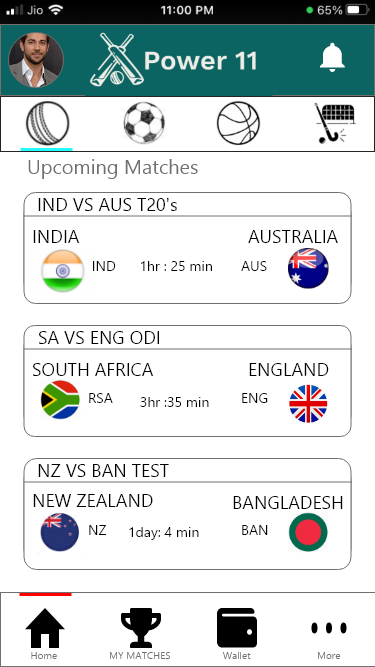 Jio 11:00 PM 65%
Power 11
Upcoming Matches
IND VS AUS T20's
INDIA AUSTRALIA
IND 1hr : 25 min AUS
SA VS ENG ODI
SOUTH AFRICA ENGLAND
RSA 3hr :35 min ENG
NZ VS BAN TEST
NEW ZEALAND BANGLADESH
NZ 1day: 4 min BAN
Home MY MATCHES Wallet More